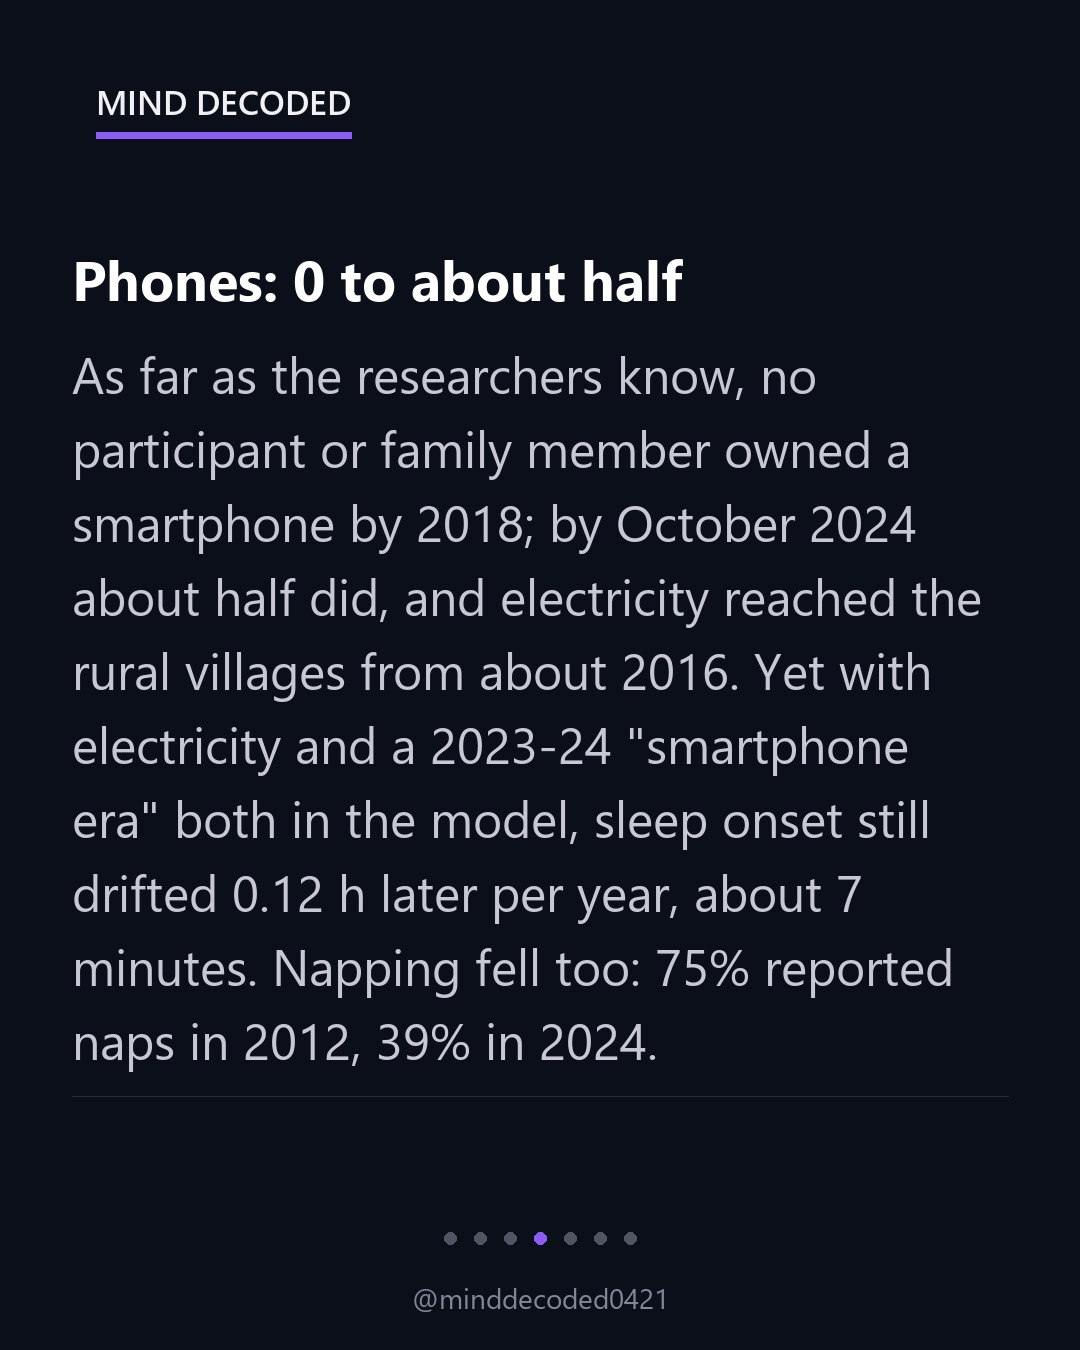 MIND DECODED
Phones: 0 to about half
As far as the researchers know, no
participant or family member owned a
smartphone by 2018; by October 2024
about half did, and electricity reached the
rural villages from about 2016. Yet with
electricity and a 2023-24 "smartphone
era" both in the model, sleep onset still
drifted 0.12 h later per year, about 7
minutes. Napping fell too: 75% reported
naps in 2012, 39% in 2024.
@minddecoded0421